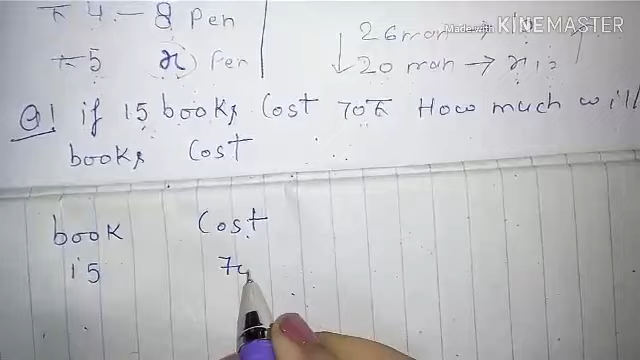 ₹ 4 - 8 Pen
₹5 x Pen
26 man →
20 man → x
Made with KINEMASTER
Q1 if 15 books Cost 70₹ How much will
books Cost
book Cost
15 70